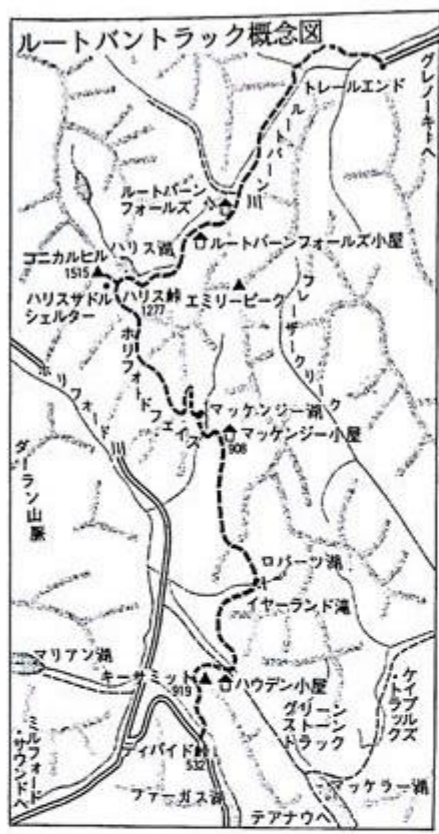 ルートバントラック概念図
グレノーキへ
トレールエンド
ルートバーン川
ルートバーン
フォールズ
ルートバーンフォールズ小屋
ハリス湖
コニカルヒル
1515
ハリス峠
1277
ハリスサドル
シェルター
エミリーピーク
フレーザークリーク
ホリフォードフェイス
ホリフォード川
マッケンジー湖
マッケンジー小屋
908
ダーラン山脈
ロバーツ湖
イヤーランド滝
マリアン湖
キーサミット
919
ハウデン小屋
グリーン
ストーン
トラック
ケイプルズ
・トラックへ
ミルフォード
・サウンドへ
ディバイド峠
532
マッケラー湖
ファーガス湖
テアナウへ